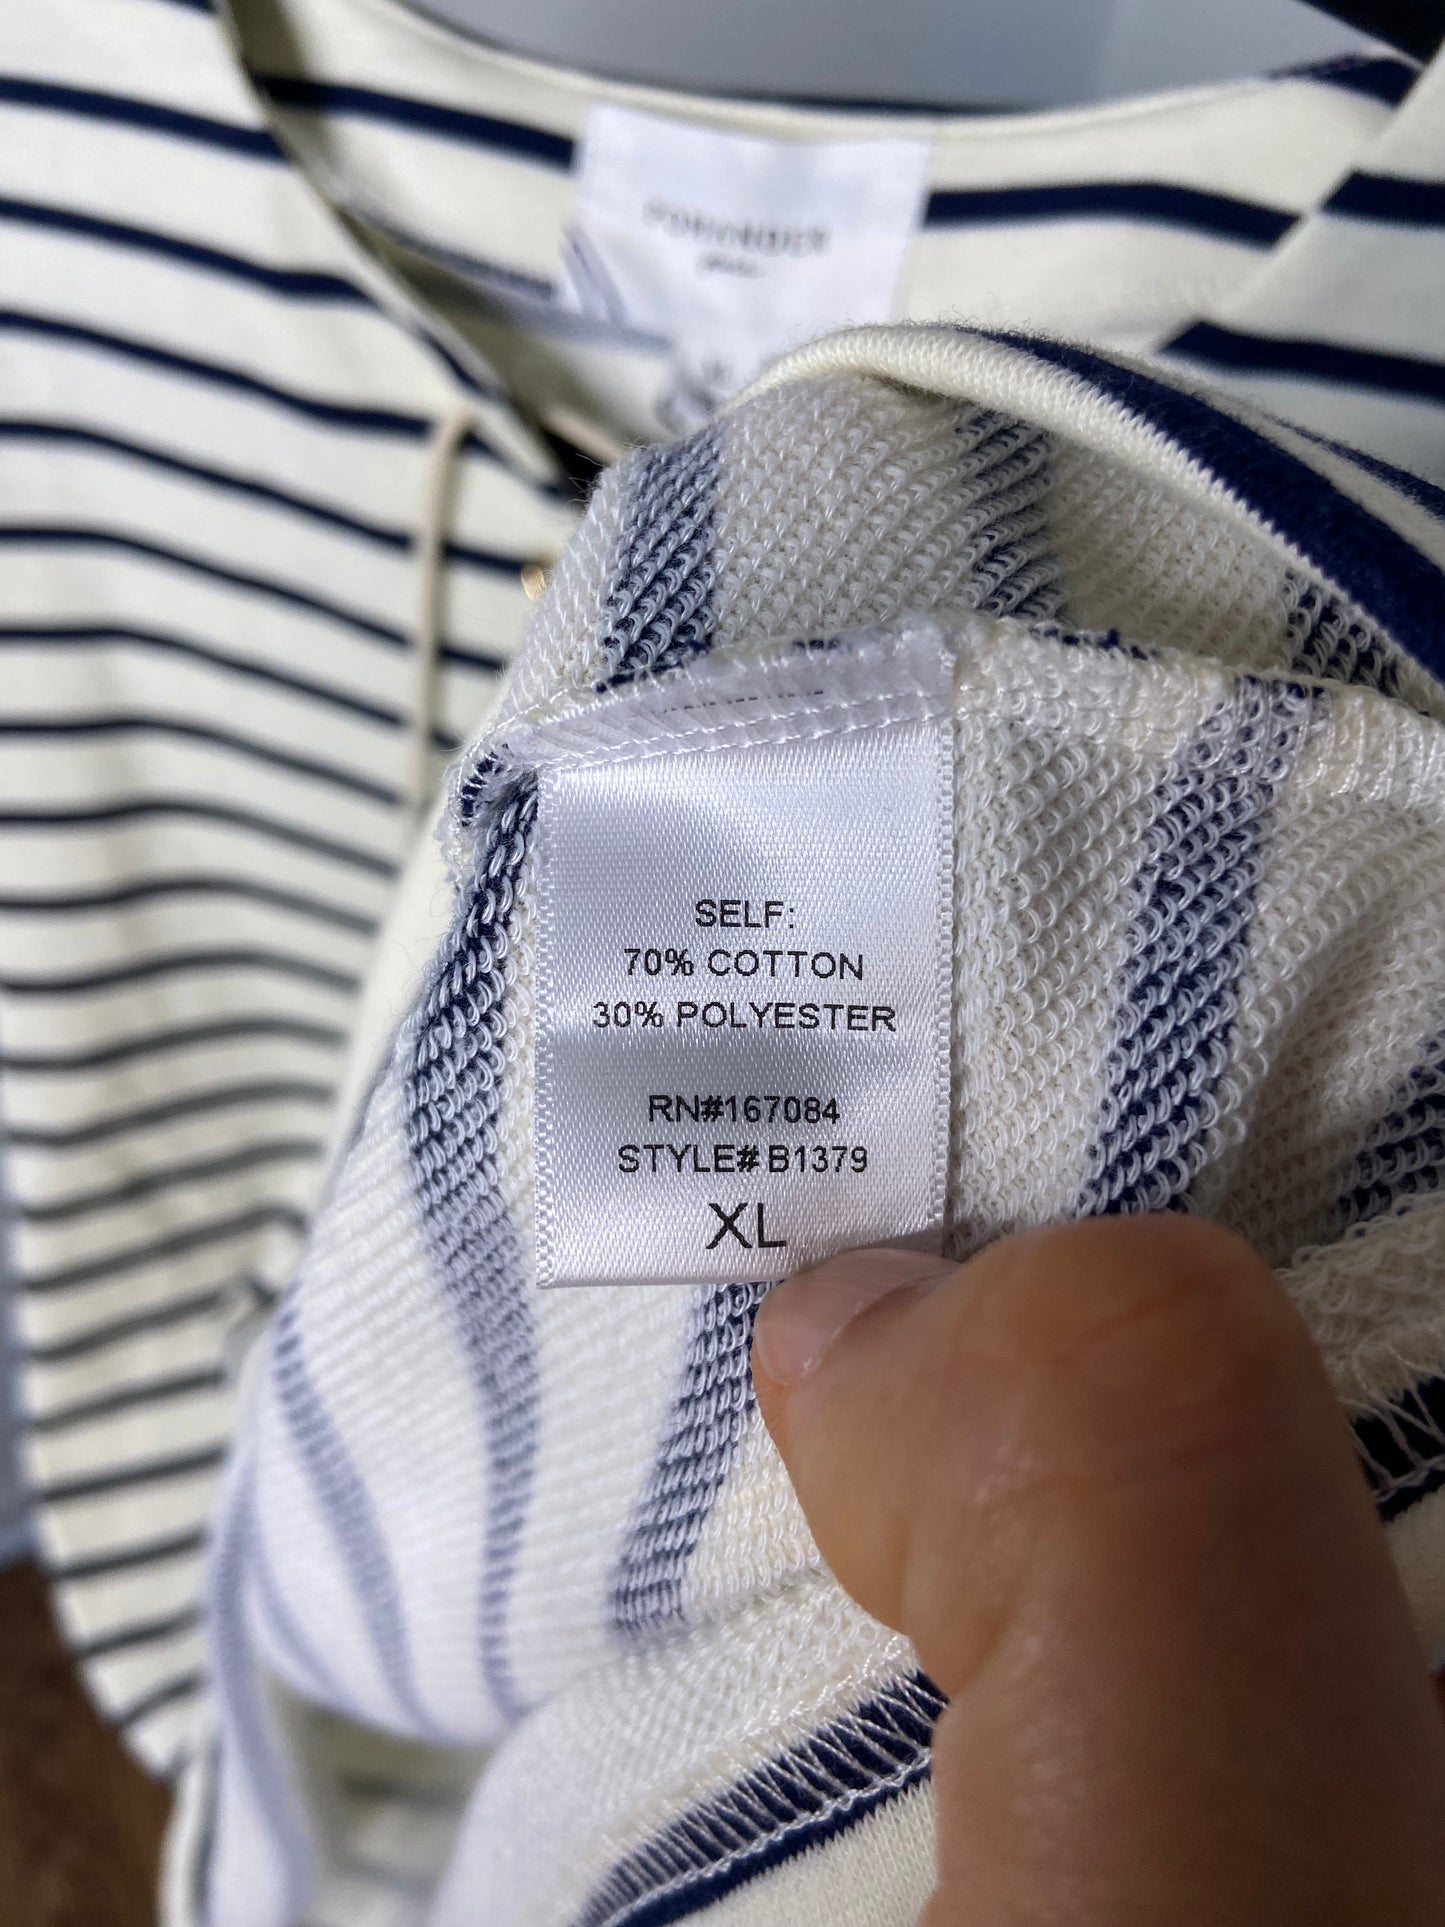 SELF:
70% COTTON
30% POLYESTER
RN#167084
STYLE# B1379
XL